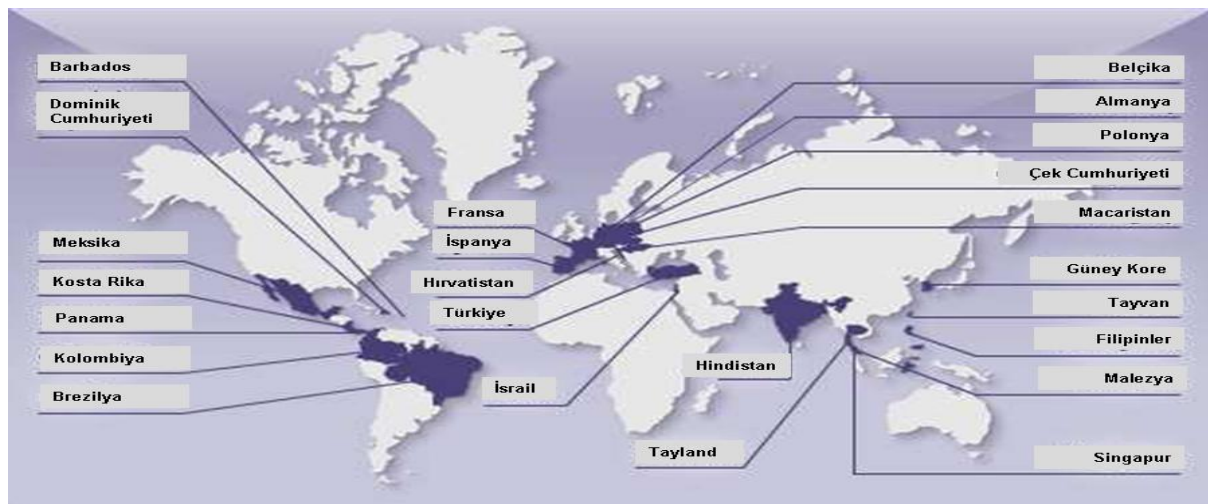 Barbados
Dominik
Cumhuriyeti
Meksika
Kosta Rika
Panama
Kolombiya
Brezilya
Fransa
İspanya
Hırvatistan
Türkiye
İsrail
Hindistan
Tayland
Belçika
Almanya
Polonya
Çek Cumhuriyeti
Macaristan
Güney Kore
Tayvan
Filipinler
Malezya
Singapur